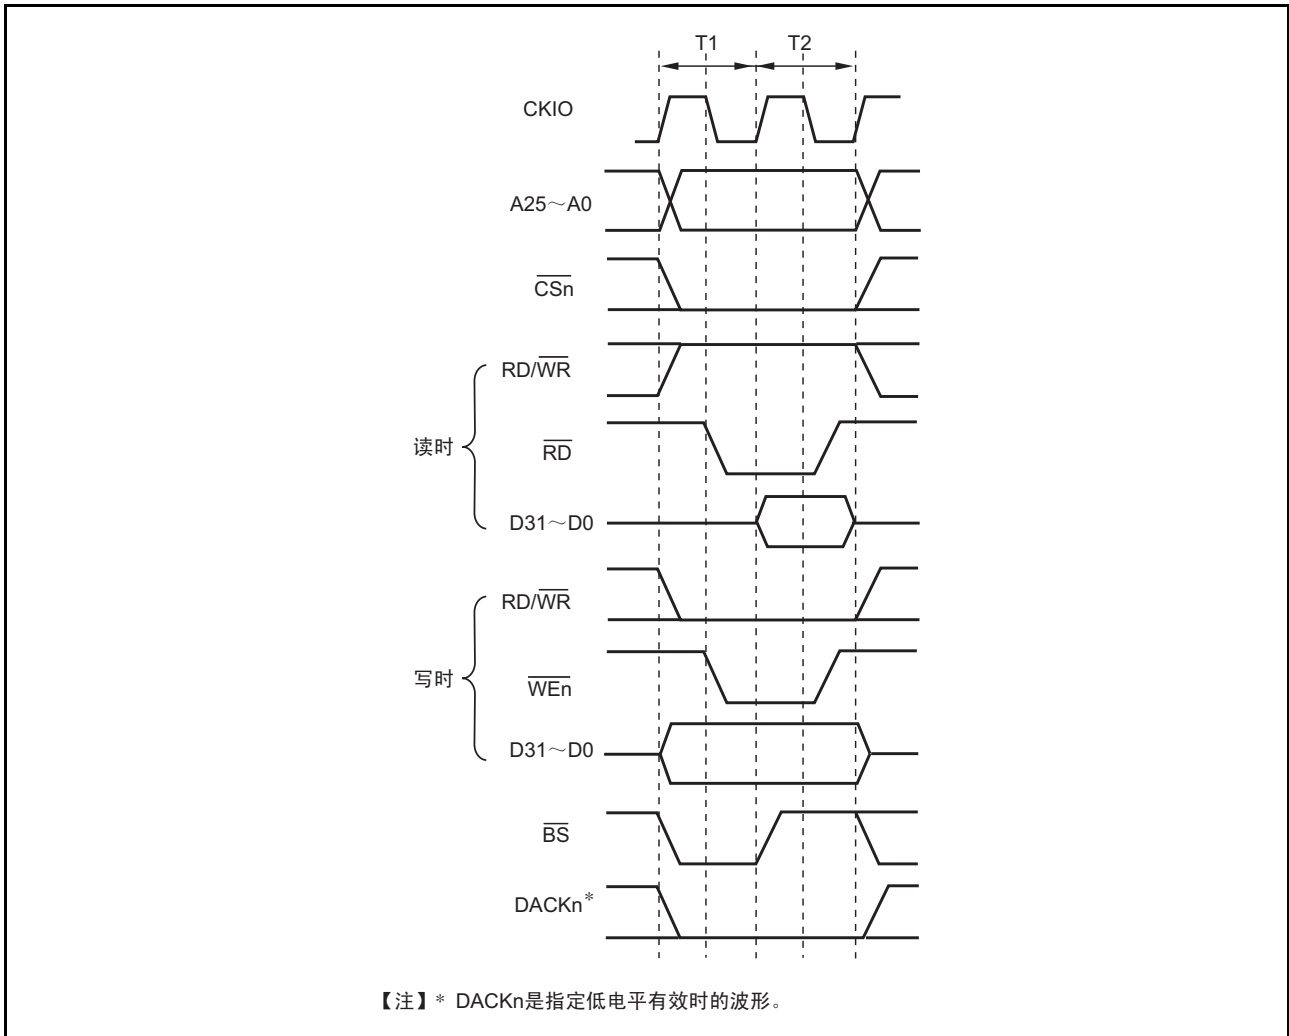 T1 T2
CKIO
A25～A0
CSn
RD/WR
读时
RD
D31～D0
RD/WR
写时
WEn
D31～D0
BS
DACKn*
【注】* DACKn是指定低电平有效时的波形。